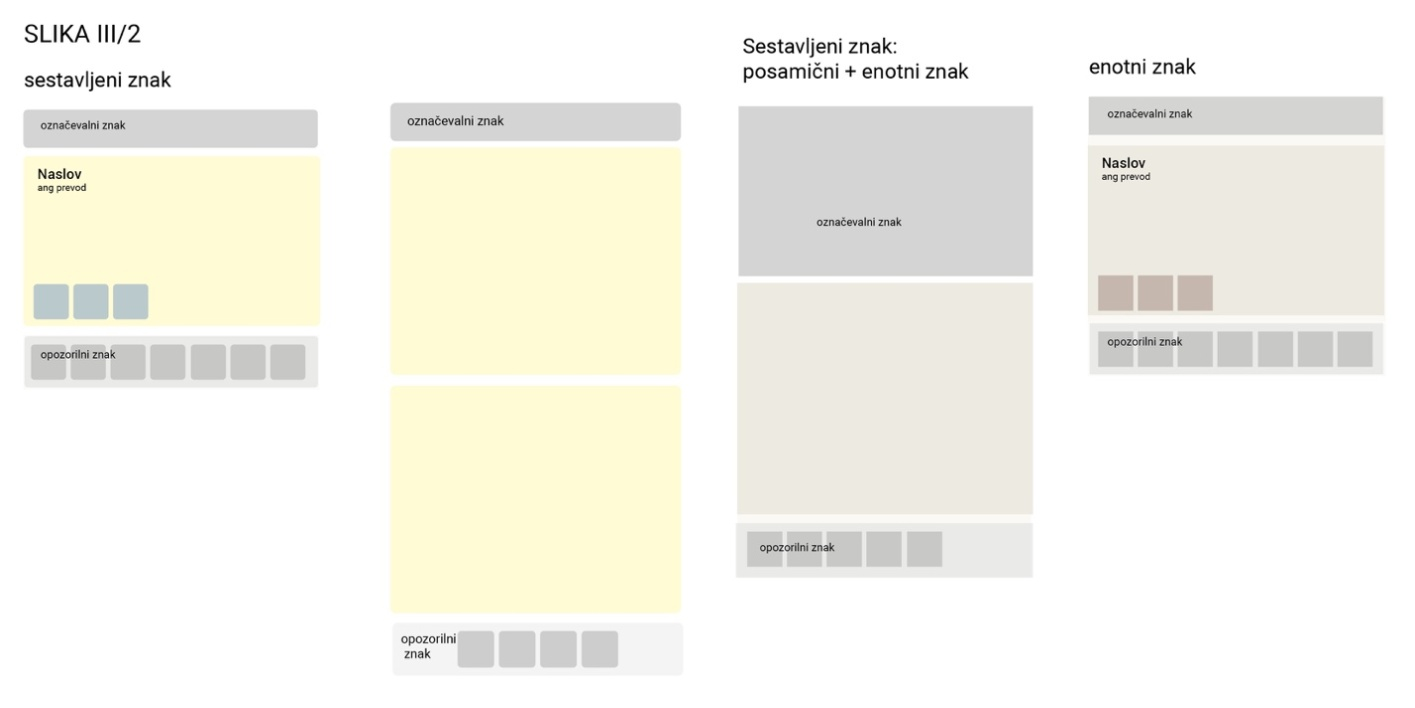 SLIKA III/2
sestavljeni znak
označevalni znak
Naslov
ang prevod
opozorilni znak
označevalni znak
opozorilni
znak
Sestavljeni znak:
posamični + enotni znak
označevalni znak
opozorilni znak
enotni znak
označevalni znak
Naslov
ang prevod
opozorilni znak